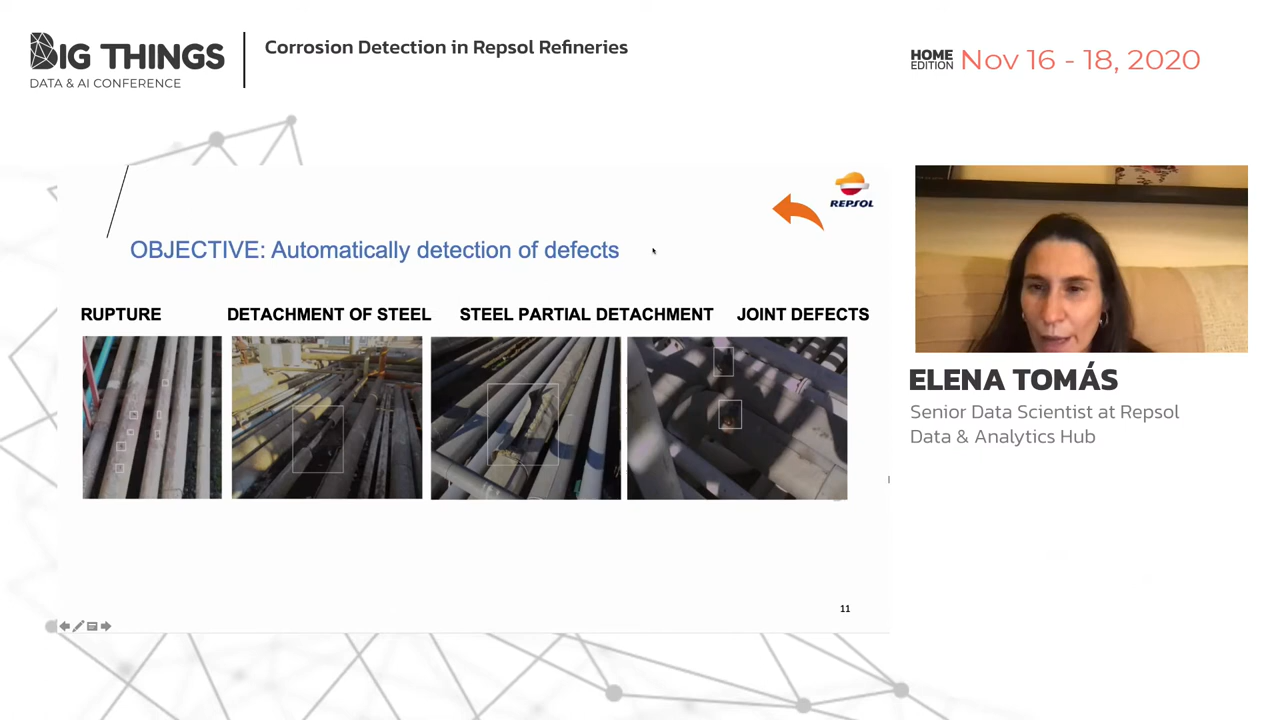 BIG THINGS
DATA & AI CONFERENCE
Corrosion Detection in Repsol Refineries
HOME
EDITION
Nov 16 - 18, 2020
REPSOL
OBJECTIVE: Automatically detection of defects
RUPTURE
DETACHMENT OF STEEL
STEEL PARTIAL DETACHMENT
JOINT DEFECTS
ELENA TOMÁS
Senior Data Scientist at Repsol
Data & Analytics Hub
11